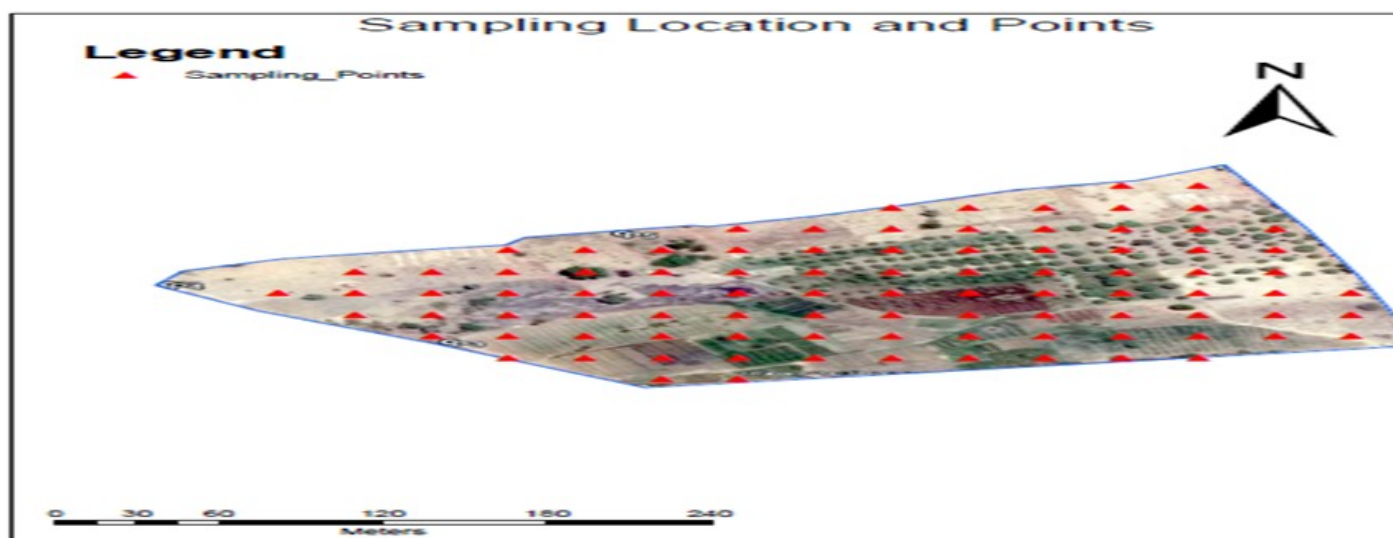 Sampling Location and Points
Legend
Sampling_Points
N
0 30 60 120 180 240
Meters